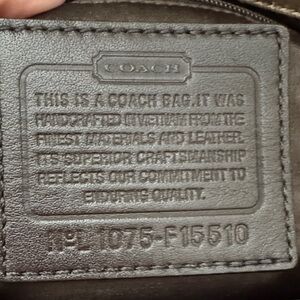 COACH
THIS IS A COACH BAG.IT WAS
HANDCRAFTED IN VIETNAM FROM THE
FINEST MATERIALS AND LEATHER.
ITS SUPERIOR CRAFTSMANSHIP
REFLECTS OUR COMMITMENT TO
ENDURING QUALITY.
1075-F15510